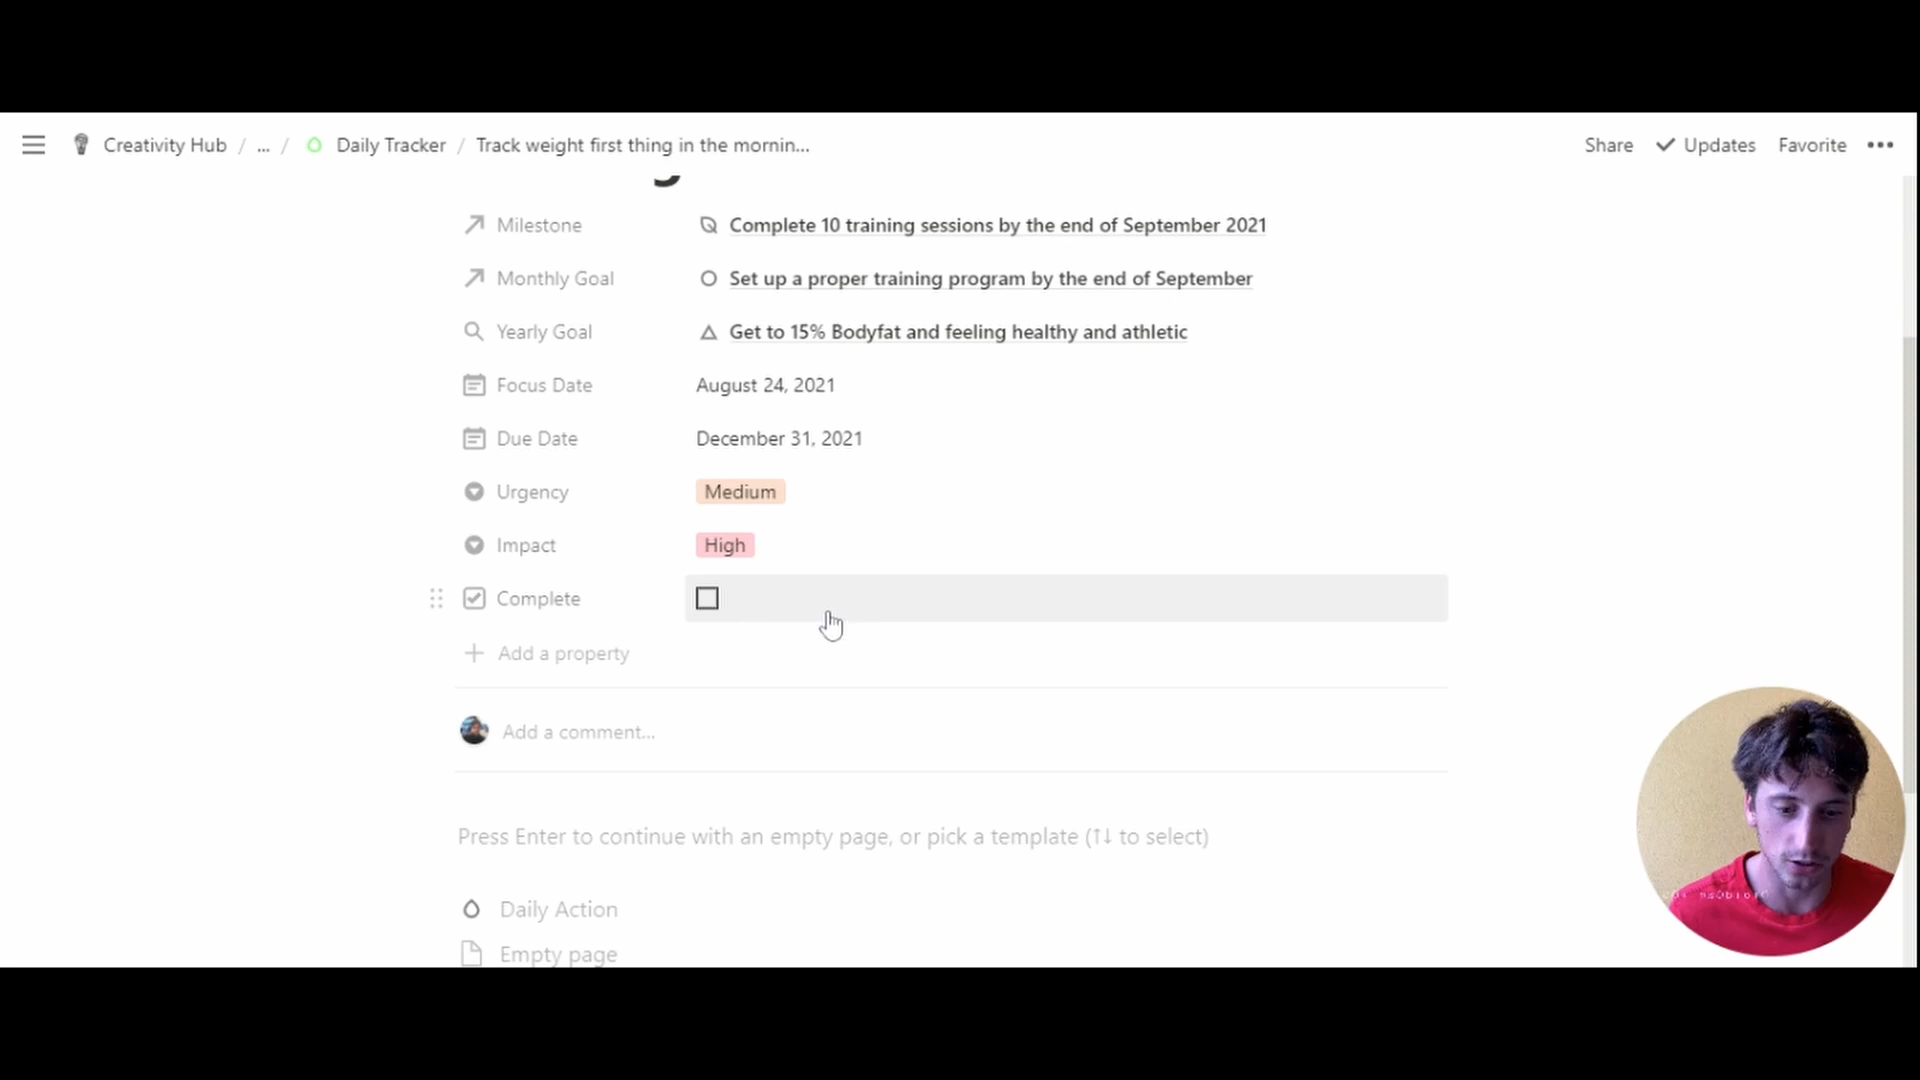 Creativity Hub / ... / Daily Tracker / Track weight first thing in the mornin...
Share Updates Favorite
Milestone Complete 10 training sessions by the end of September 2021
Monthly Goal Set up a proper training program by the end of September
Yearly Goal Get to 15% Bodyfat and feeling healthy and athletic
Focus Date August 24, 2021
Due Date December 31, 2021
Urgency Medium
Impact High
Complete
Add a property
Add a comment...
Press Enter to continue with an empty page, or pick a template (↑↓ to select)
Daily Action
Empty page